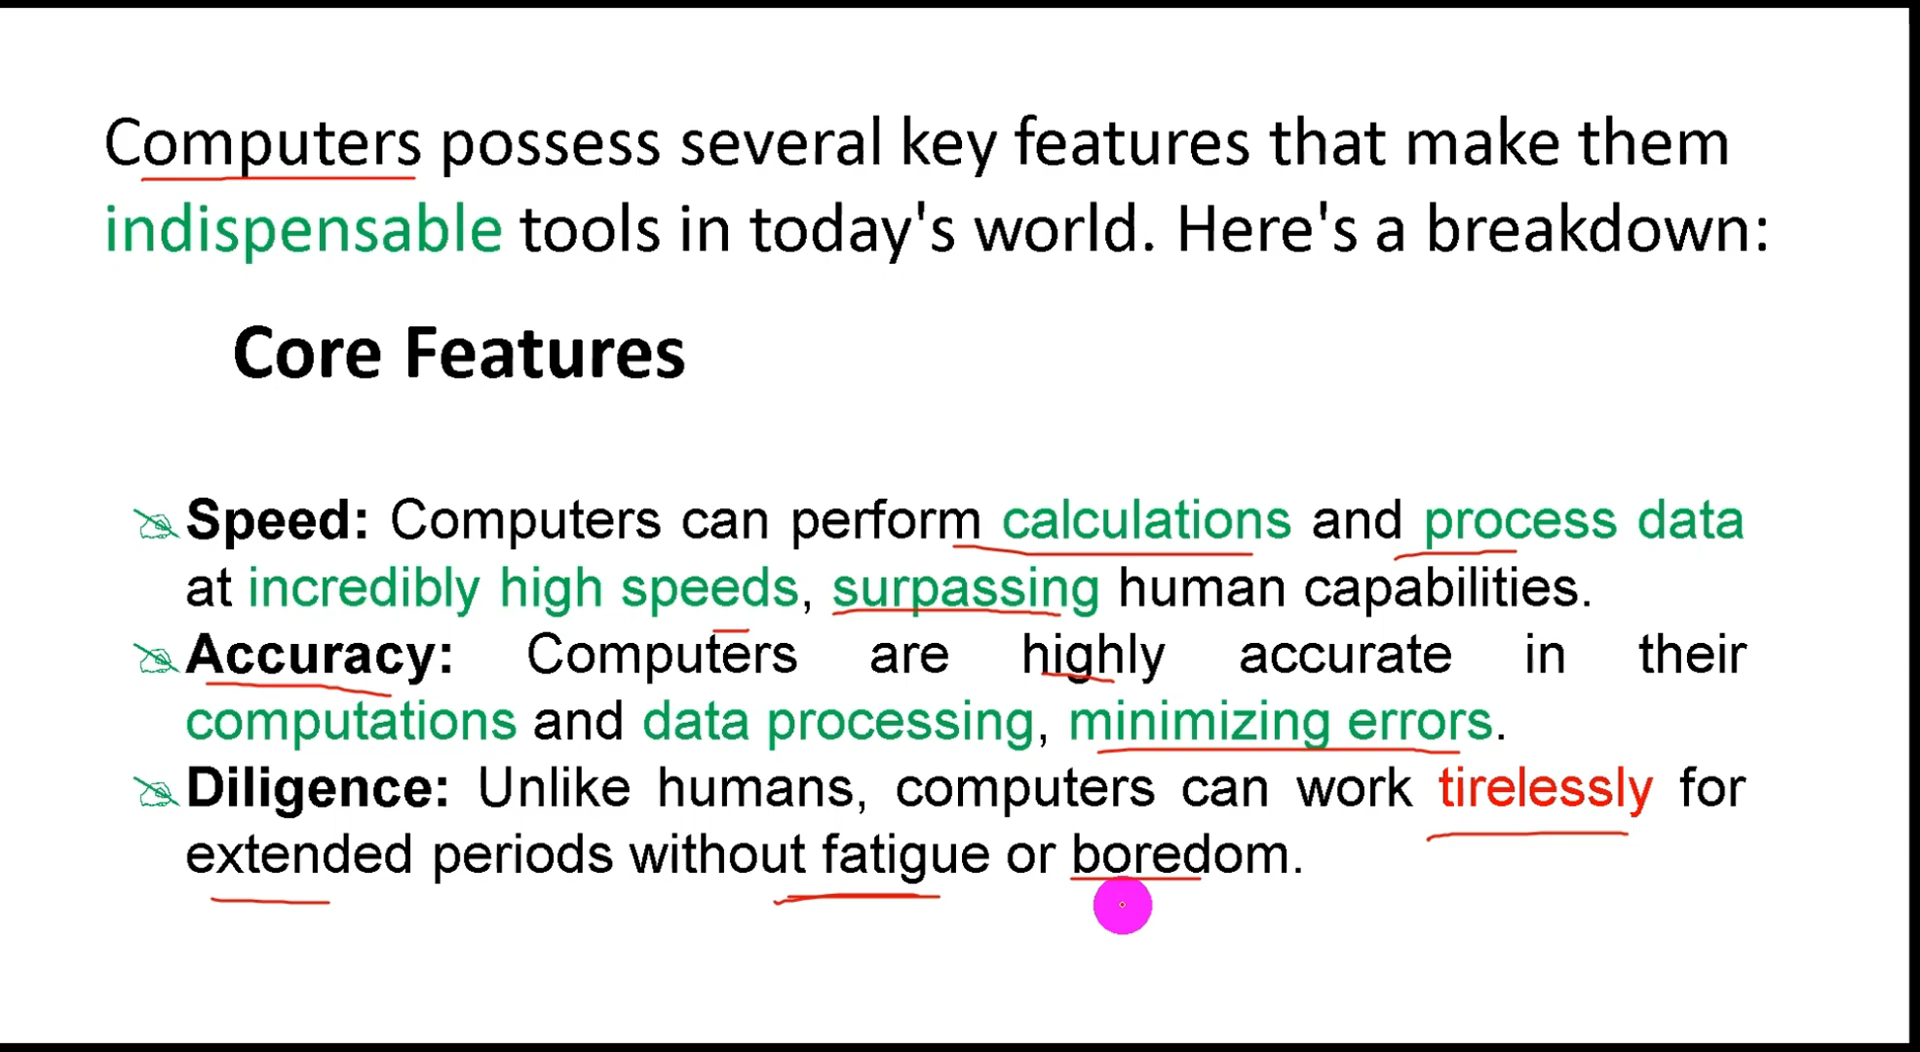 Computers possess several key features that make them
indispensable tools in today's world. Here's a breakdown:
Core Features
Speed: Computers can perform calculations and process data
at incredibly high speeds, surpassing human capabilities.
Accuracy: Computers are highly accurate in their
computations and data processing, minimizing errors.
Diligence: Unlike humans, computers can work tirelessly for
extended periods without fatigue or boredom.